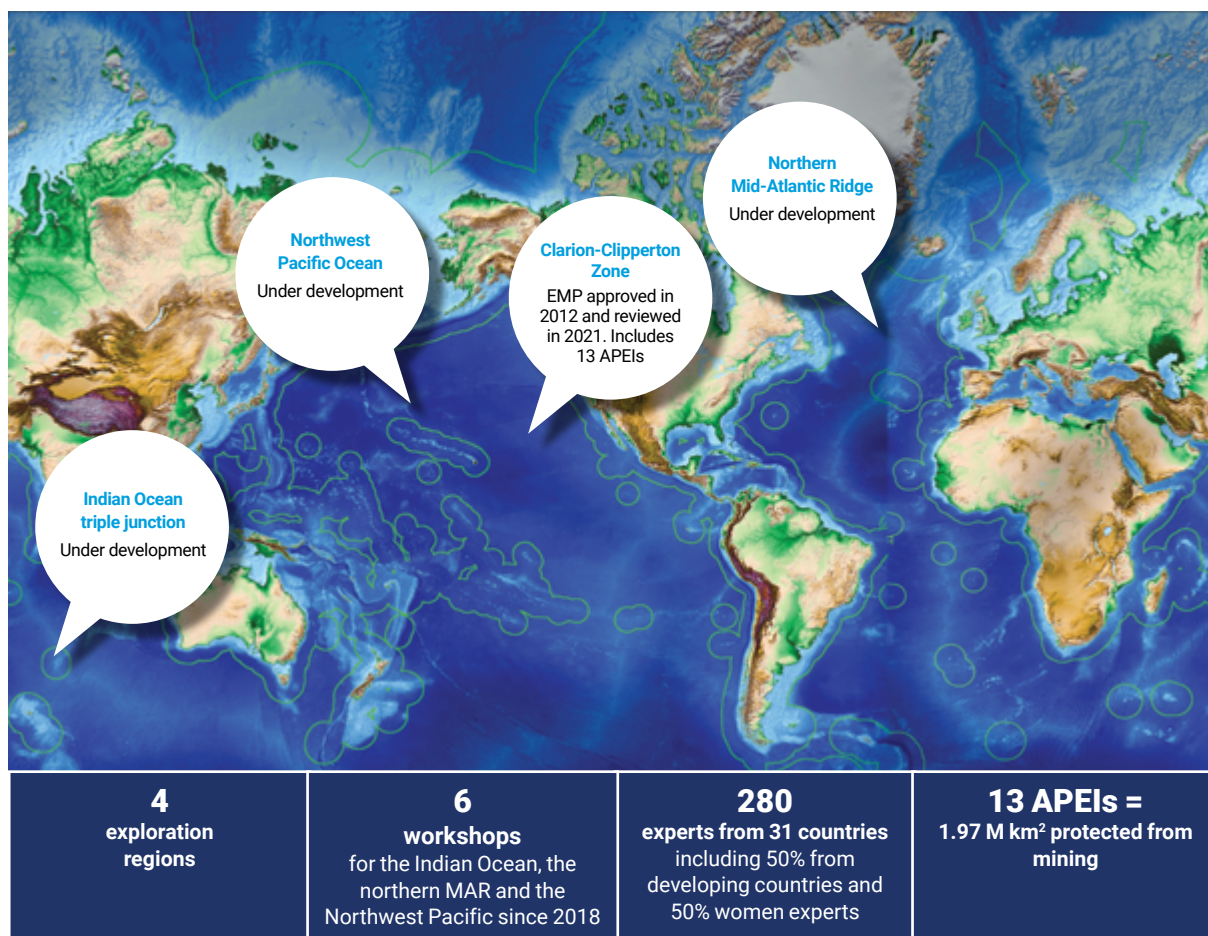 Northern
Mid-Atlantic Ridge
Under development
Northwest
Pacific Ocean
Under development
Clarion-Clipperton
Zone
EMP approved in
2012 and reviewed
in 2021. Includes
13 APEIs
Indian Ocean
triple junction
Under development
4
exploration
regions
6
workshops
for the Indian Ocean, the
northern MAR and the
Northwest Pacific since 2018
280
experts from 31 countries
including 50% from
developing countries and
50% women experts
13 APEIs =
1.97 M km² protected from
mining